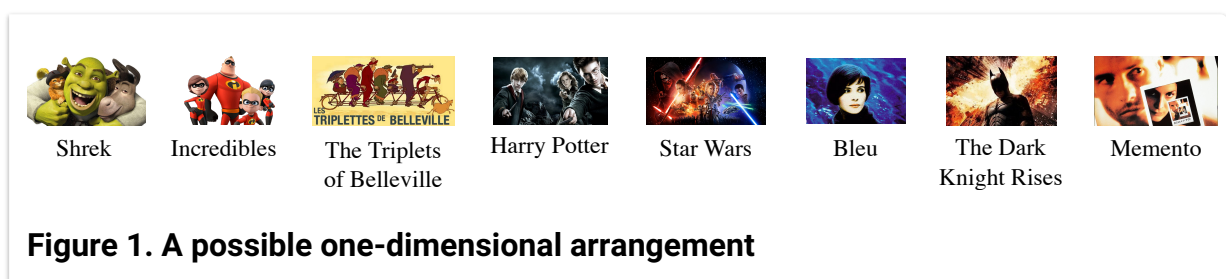 LES
TRIPLETTES DE BELLEVILLE
Shrek
Incredibles
The Triplets
of Belleville
Harry Potter
Star Wars
Bleu
The Dark
Knight Rises
Memento
Figure 1. A possible one-dimensional arrangement